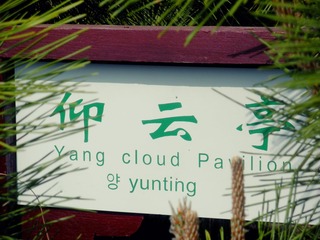 仰云亭
Yang cloud Pavilion
양 yunting